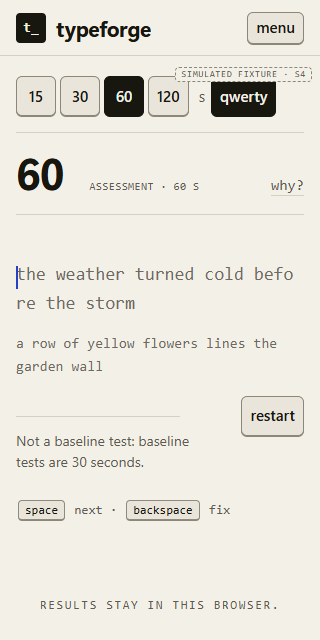 t_ typeforge menu
SIMULATED FIXTURE · S4
15 30 60 120 s qwerty
60 ASSESSMENT · 60 S why?
the weather turned cold befo
re the storm
a row of yellow flowers lines the
garden wall
restart
Not a baseline test: baseline
tests are 30 seconds.
space next · backspace fix
RESULTS STAY IN THIS BROWSER.